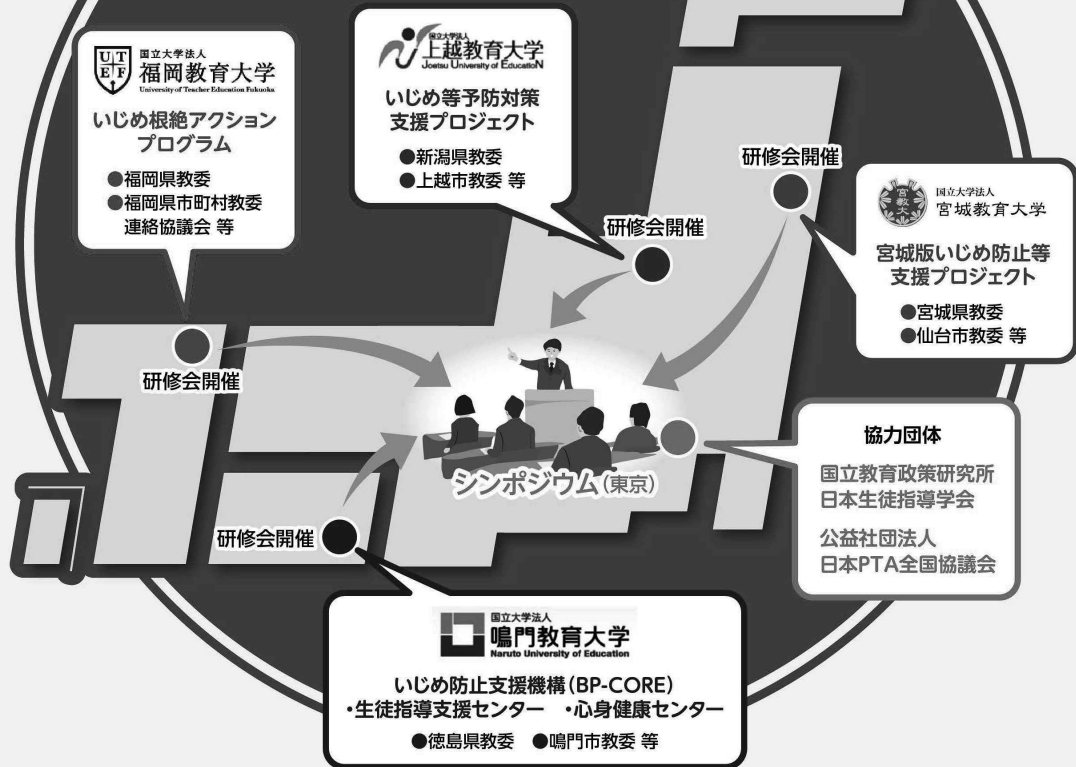 UTEF
国立大学法人
福岡教育大学
University of Teacher Education Fukuoka
いじめ根絶アクション
プログラム
●福岡県教委
●福岡県市町村教委
連絡協議会 等
国立大学法人
上越教育大学
Joetsu University of EducatioN
いじめ等予防対策
支援プロジェクト
●新潟県教委
●上越市教委 等
研修会開催
宮教大
国立大学法人
宮城教育大学
宮城版いじめ防止等
支援プロジェクト
●宮城県教委
●仙台市教委 等
研修会開催
研修会開催
シンポジウム(東京)
協力団体
国立教育政策研究所
日本生徒指導学会
公益社団法人
日本PTA全国協議会
研修会開催
国立大学法人
鳴門教育大学
Naruto University of Education
いじめ防止支援機構(BP-CORE)
・生徒指導支援センター ・心身健康センター
●徳島県教委 ●鳴門市教委 等